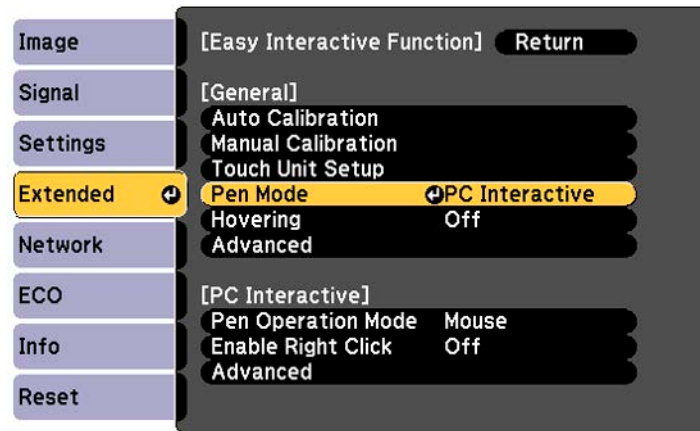 Image
Signal
Settings
Extended
Network
ECO
Info
Reset
[Easy Interactive Function] Return
[General]
Auto Calibration
Manual Calibration
Touch Unit Setup
Pen Mode PC Interactive
Hovering Off
Advanced
[PC Interactive]
Pen Operation Mode Mouse
Enable Right Click Off
Advanced